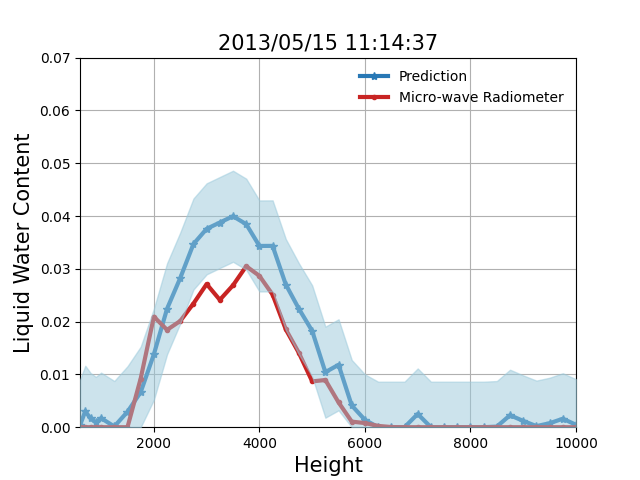 2013/05/15 11:14:37
0.07
0.06
0.05
0.04
0.03
0.02
0.01
0.00
Liquid Water Content
Prediction
Micro-wave Radiometer
2000 4000 6000 8000 10000
Height